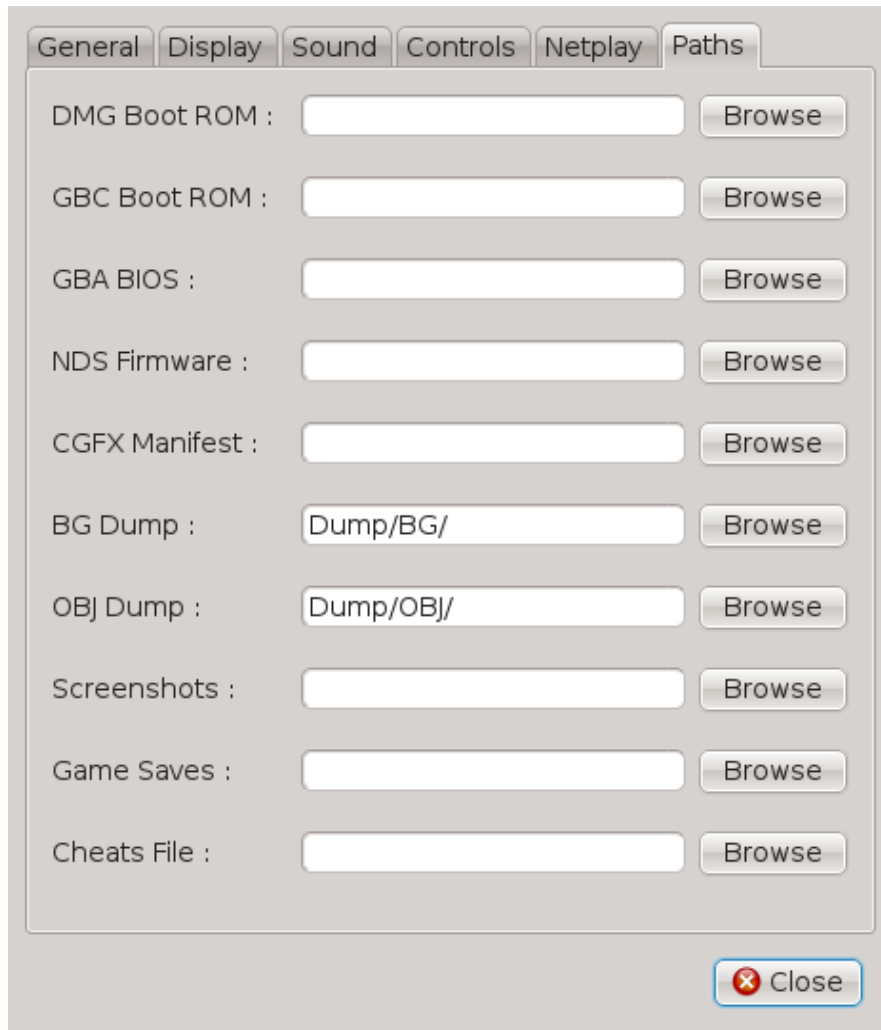 General Display Sound Controls Netplay Paths
DMG Boot ROM : Browse
GBC Boot ROM : Browse
GBA BIOS : Browse
NDS Firmware : Browse
CGFX Manifest : Browse
BG Dump : Dump/BG/ Browse
OBJ Dump : Dump/OBJ/ Browse
Screenshots : Browse
Game Saves : Browse
Cheats File : Browse
Close